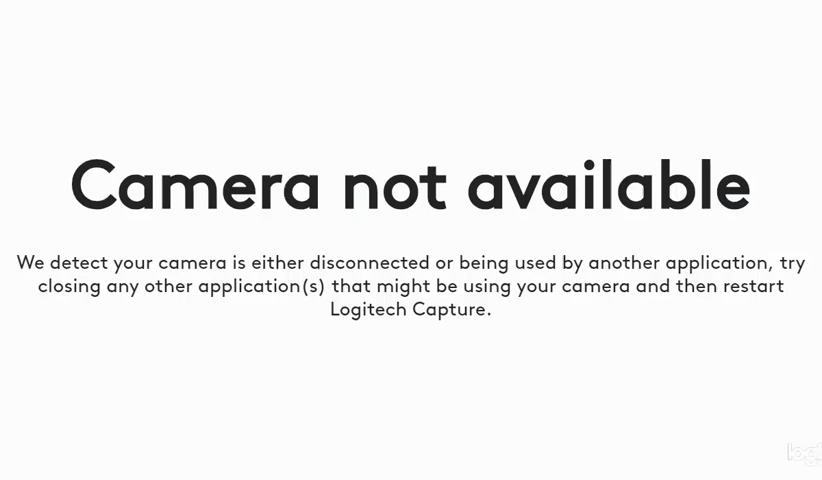 Camera not available
We detect your camera is either disconnected or being used by another application, try
closing any other application(s) that might be using your camera and then restart
Logitech Capture.